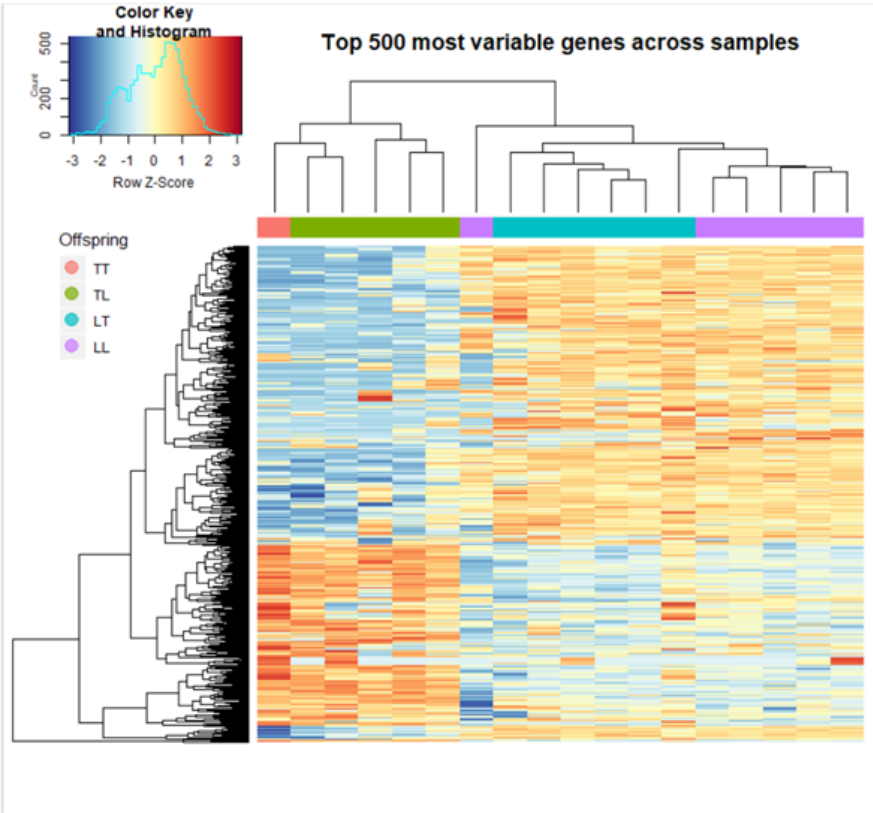 Color Key
and Histogram
Count
0 200 500
-3 -2 -1 0 1 2 3
Row Z-Score
Top 500 most variable genes across samples
Offspring
TT
TL
LT
LL